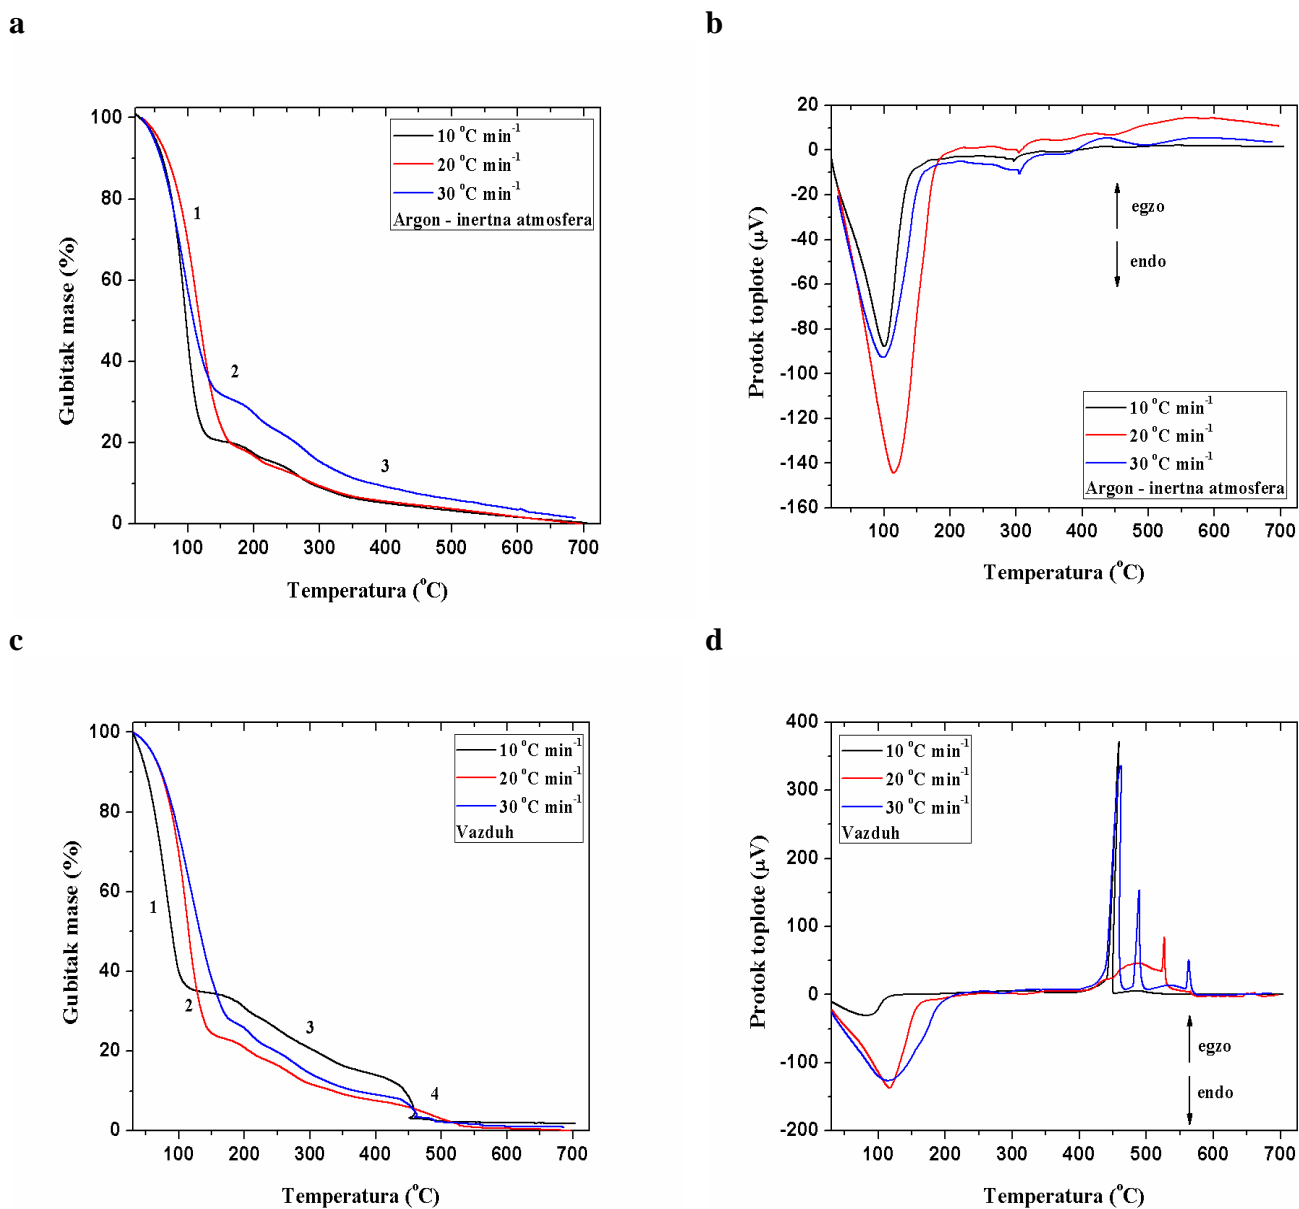 a
100
80
60
40
20
0
Gubitak mase (%)
10 °C min⁻¹
20 °C min⁻¹
30 °C min⁻¹
Argon - inertna atmosfera
1
2
3
100 200 300 400 500 600 700
Temperatura (°C)
b
20
0
-20
-40
-60
-80
-100
-120
-140
-160
Protok toplote (µV)
egzo
endo
10 °C min⁻¹
20 °C min⁻¹
30 °C min⁻¹
Argon - inertna atmosfera
100 200 300 400 500 600 700
Temperatura (°C)
c
100
80
60
40
20
0
Gubitak mase (%)
10 °C min⁻¹
20 °C min⁻¹
30 °C min⁻¹
Vazduh
1
2
3
4
100 200 300 400 500 600 700
Temperatura (°C)
d
400
300
200
100
0
-100
-200
Protok toplote (µV)
10 °C min⁻¹
20 °C min⁻¹
30 °C min⁻¹
Vazduh
egzo
endo
100 200 300 400 500 600 700
Temperatura (°C)